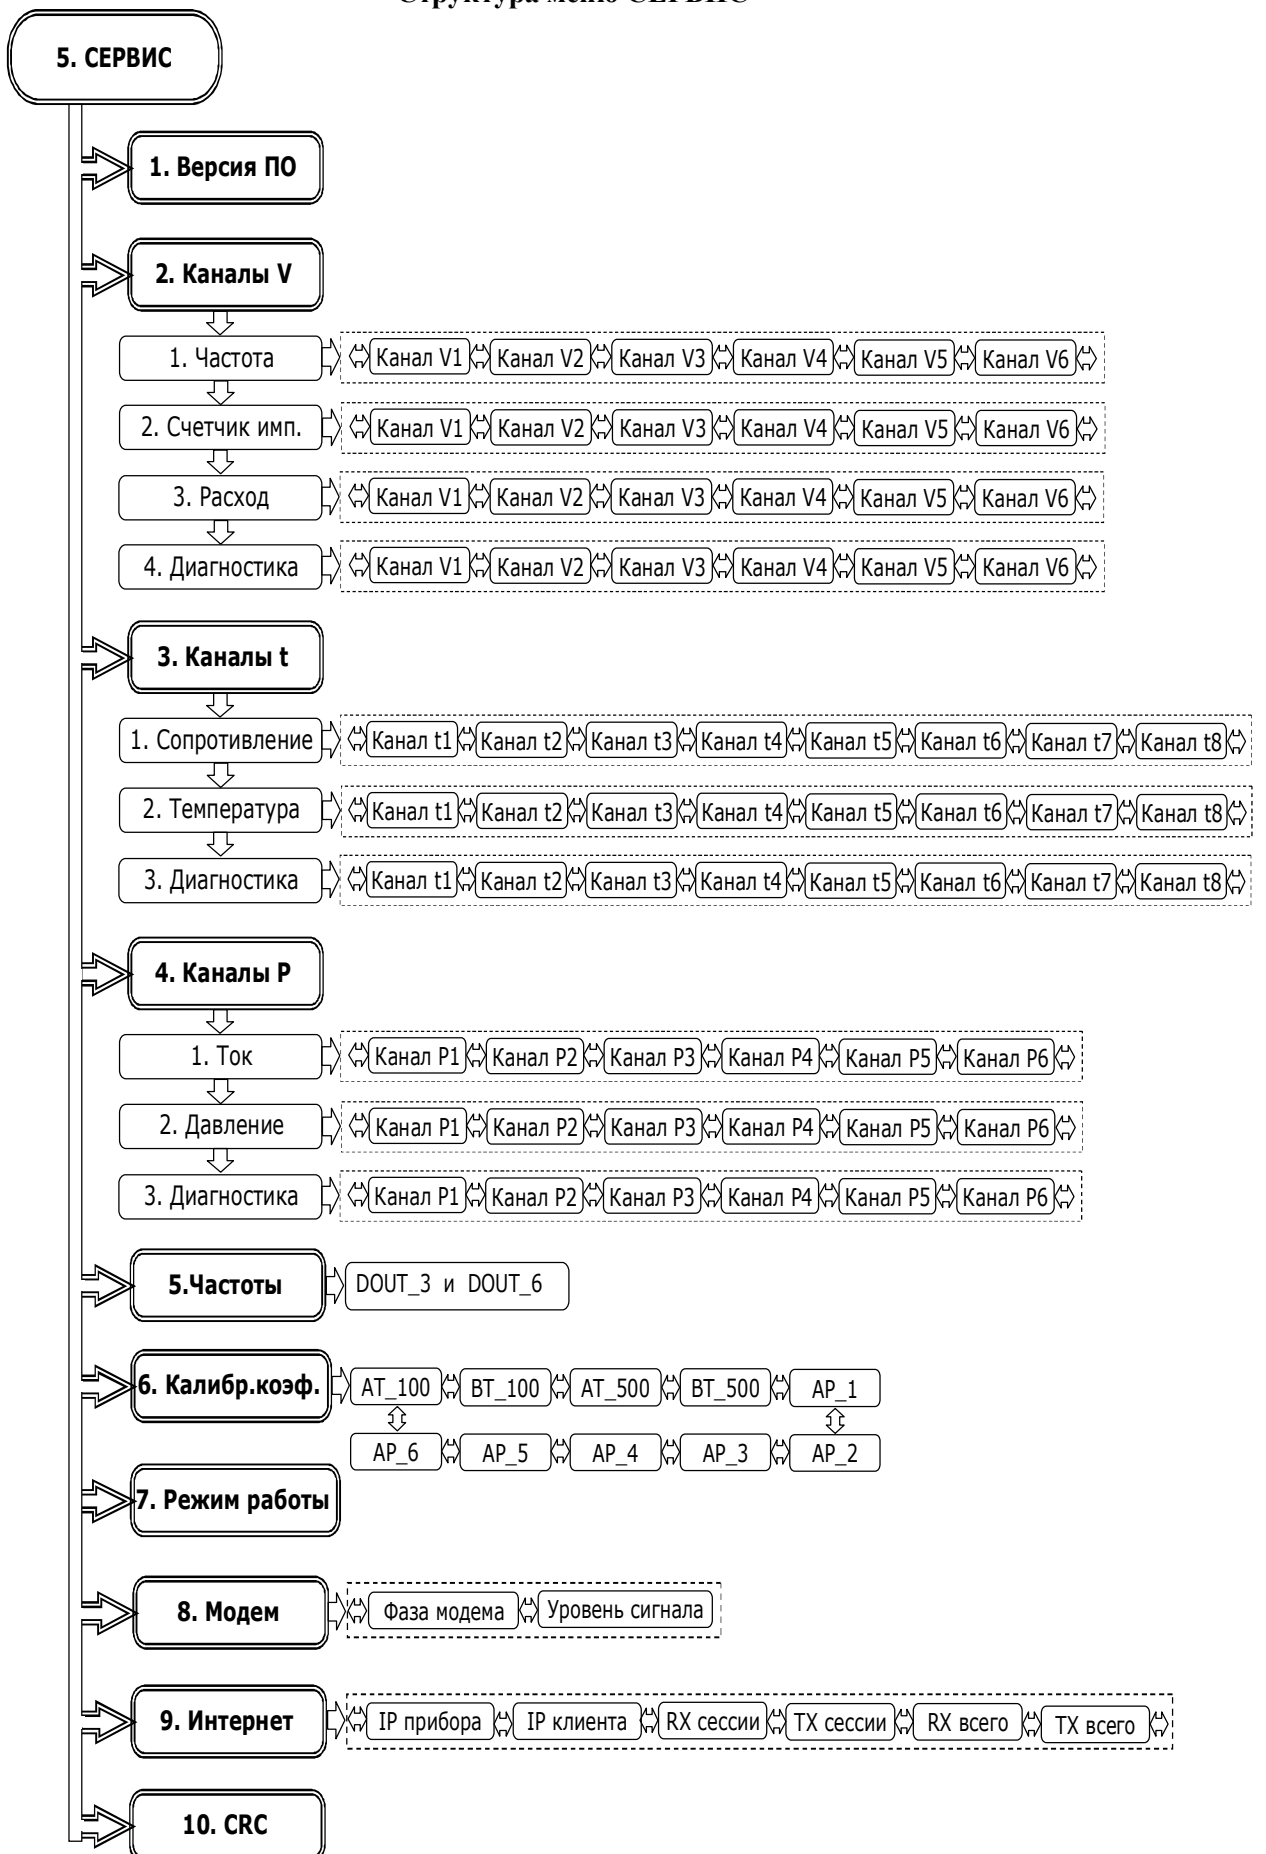 Структура меню СЕРВИС
5. СЕРВИС
1. Версия ПО
2. Каналы V
1. Частота Канал V1 Канал V2 Канал V3 Канал V4 Канал V5 Канал V6
2. Счетчик имп. Канал V1 Канал V2 Канал V3 Канал V4 Канал V5 Канал V6
3. Расход Канал V1 Канал V2 Канал V3 Канал V4 Канал V5 Канал V6
4. Диагностика Канал V1 Канал V2 Канал V3 Канал V4 Канал V5 Канал V6
3. Каналы t
1. Сопротивление Канал t1 Канал t2 Канал t3 Канал t4 Канал t5 Канал t6 Канал t7 Канал t8
2. Температура Канал t1 Канал t2 Канал t3 Канал t4 Канал t5 Канал t6 Канал t7 Канал t8
3. Диагностика Канал t1 Канал t2 Канал t3 Канал t4 Канал t5 Канал t6 Канал t7 Канал t8
4. Каналы P
1. Ток Канал P1 Канал P2 Канал P3 Канал P4 Канал P5 Канал P6
2. Давление Канал P1 Канал P2 Канал P3 Канал P4 Канал P5 Канал P6
3. Диагностика Канал P1 Канал P2 Канал P3 Канал P4 Канал P5 Канал P6
5.Частоты DOUT_3 и DOUT_6
6. Калибр.коэф. AT_100 BT_100 AT_500 BT_500 AP_1
AP_6 AP_5 AP_4 AP_3 AP_2
7. Режим работы
8. Модем Фаза модема Уровень сигнала
9. Интернет IP прибора IP клиента RX сессии TX сессии RX всего TX всего
10. CRC